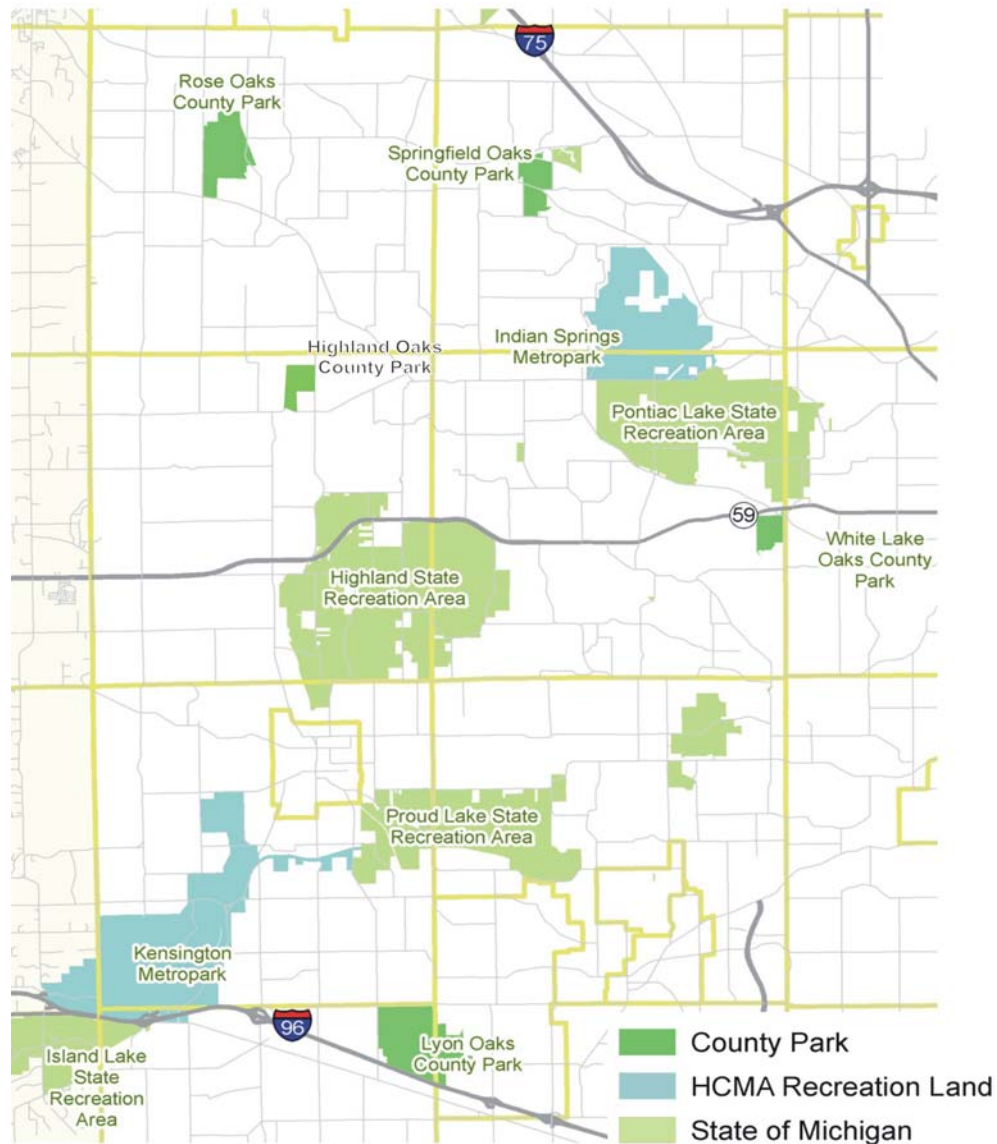 75
Rose Oaks
County Park
Springfield Oaks
County Park
Indian Springs
Metropark
Highland Oaks
County Park
Pontiac Lake State
Recreation Area
59
White Lake
Oaks County
Park
Highland State
Recreation Area
Proud Lake State
Recreation Area
Kensington
Metropark
96
Lyon Oaks
County Park
Island Lake
State
Recreation
Area
County Park
HCMA Recreation Land
State of Michigan